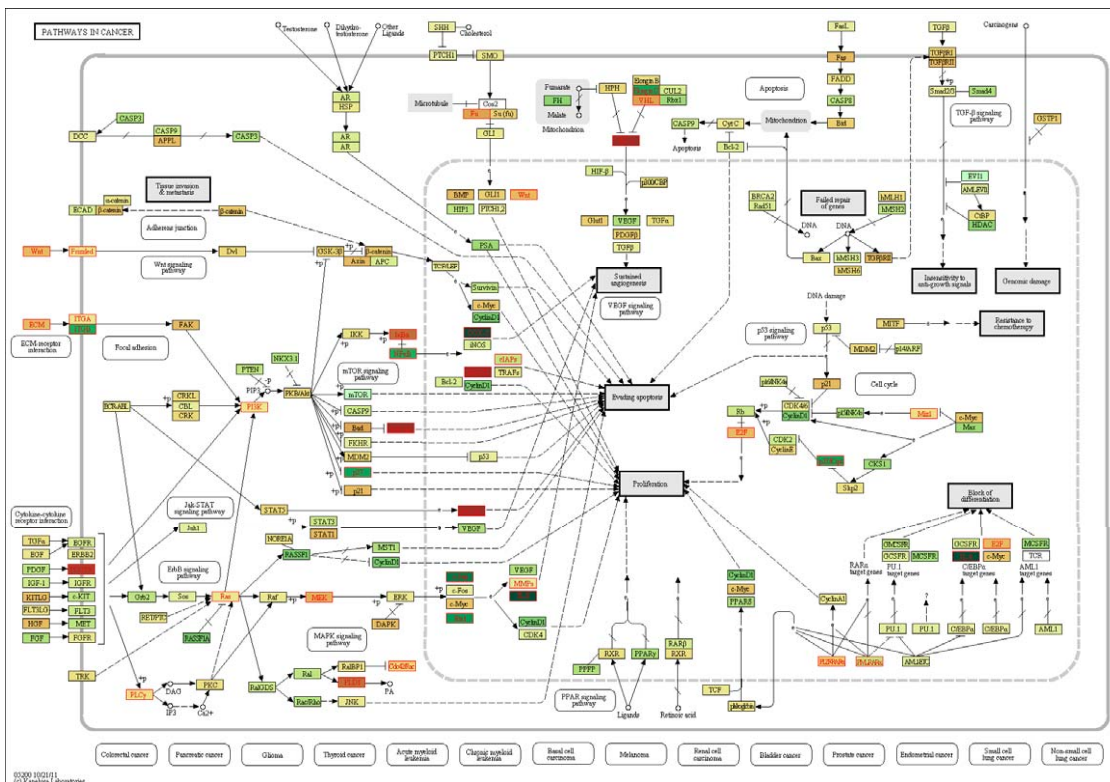 PATHWAYS IN CANCER
Testosterone
Dihydro-
testosterone
Other
Ligands
SHH
Cholesterol
PTCH1
SMO
Microtubule
Cos2
Fu
Su(fu)
GLI
AR
HSP
AR
AR
Fumarate
FH
Malate
Mitochondrion
HPH
Elongin B
CUL2
VHL
Rbx1
HIF-β
p300CBP
Glut1
VEGF
TGFα
PDGFβ
TGFβ
Sustained
angiogenesis
VEGF signaling
pathway
FasL
Fas
FADD
CASP8
Bid
Apoptosis
Mitochondrion
CytC
CASP9
Apoptosis
Bcl-2
TGFβ
TGFβRI
TGFβRII
+p
Smad2/3
Smad4
TGF-β signaling
pathway
Carcinogens
GSTP1
EVI1
AML-EVI1
CtBP
HDAC
Insensitivity to
anti-growth signals
Genomic damage
BRCA2
Rad51
DNA
Failed repair
of genes
DNA
hMLH1
hMSH2
Bax
hMSH3
hMSH6
TGFβRII
DCC
CASP3
CASP9
APPL
CASP3
Tissue invasion
& metastasis
ECAD
α-catenin
β-catenin
β-catenin
Adherens junction
Wnt
Frizzled
Dvl
GSK-3β
β-catenin
Axin
APC
TCF/LEF
Wnt signaling
pathway
BMP
GLI1
Wnt
HIP1
PTCH1,2
PSA
Survivin
c-Myc
CyclinD1
ECM
ITGA
FAK
ECM-receptor
interaction
Focal adhesion
IKK
iNOS
cIAPs
TRAFs
Bcl-2
CyclinD1
mTOR signaling
pathway
mTOR
CASP9
Bad
FKHR
MDM2
p53
p21
PTEN
NKX3.1
PIP3
PKB/Akt
PI3K
BCR-ABL
CRKL
CBL
CRK
Evading apoptosis
Proliferation
DNA damage
p53
p53 signaling
pathway
MDM2
p14/ARF
MITF
Resistance to
chemotherapy
p21
Cell cycle
p16INK4a
CDK4/6
CyclinD1
p15INK4b
Miz1
c-Myc
Max
Rb
E2F
CDK2
CyclinE
CKS1
Skp2
Block of
differentiation
Jak-STAT signaling
pathway
Jak1
STAT3
STAT3
STAT1
VEGF
Cytokine-cytokine
receptor interaction
TGFα
EGFR
EGF
ERBB2
PDGF
IGF-1
IGFR
KITLG
c-KIT
FLT3LG
FLT3
HGF
MET
FGF
FGFR
TRK
ErbB signaling
pathway
Grb2
Sos
Ras
Raf
MEK
ERK
DAPK
RET/PTC
RASSF1A
NORE1A
RASSF1
MST1
CyclinD1
MAPK signaling
pathway
c-Fos
c-Myc
VEGF
MMPs
CyclinD1
CDK4
PLCγ
DAG
IP3
PKC
Ca2+
RalGDS
Ral
RalBP1
Cdc42/Rac
PLD1
PA
Rac/Rho
JNK
PPAR signaling
pathway
PPFP
RXR
PPARγ
Ligands
RARβ
RXR
Retinoic acid
CyclinD1
c-Myc
PPARδ
TCF
GMCSFR
GCSFR
MCSFR
RARα
target genes
PU.1
target genes
GCSFR
E2F
c-Myc
C/EBPα
target genes
MCSFR
TCR
AML1
target genes
CyclinA1
PU.1
PU.1
?
C/EBPα
C/EBPα
AML1
PML-RARα
Colorectal cancer
Pancreatic cancer
Glioma
Thyroid cancer
Acute myeloid
leukemia
Chronic myeloid
leukemia
Basal cell
carcinoma
Melanoma
Renal cell
carcinoma
Bladder cancer
Prostate cancer
Endometrial cancer
Small cell
lung cancer
Non-small cell
lung cancer
05200 10/21/11
(c) Kanehisa Laboratories